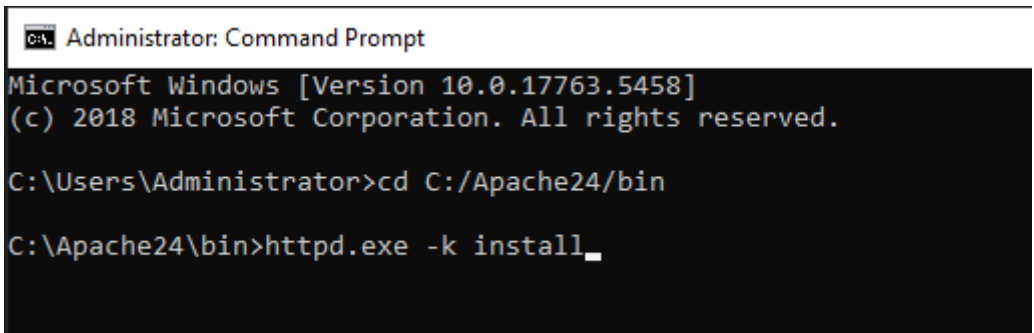 Administrator: Command Prompt
Microsoft Windows [Version 10.0.17763.5458]
(c) 2018 Microsoft Corporation. All rights reserved.
C:\Users\Administrator>cd C:/Apache24/bin
C:\Apache24\bin>httpd.exe -k install